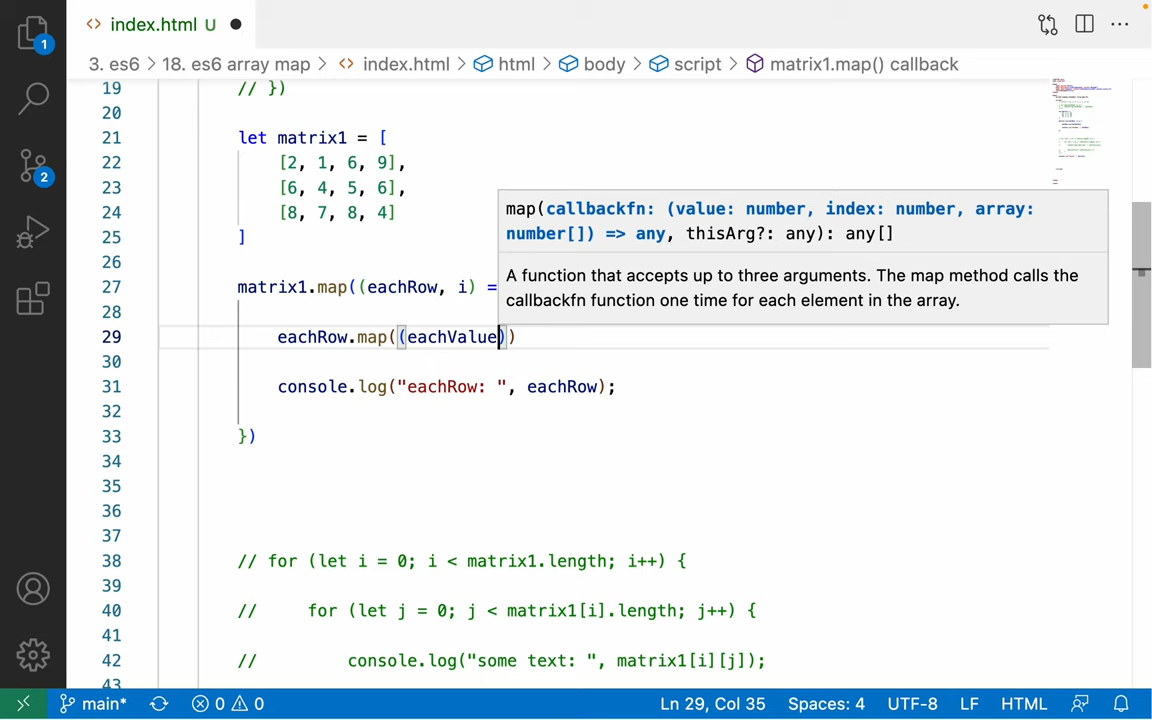 index.html U
1
3. es6 > 18. es6 array map > <> index.html > html > body > script > matrix1.map() callback
19 // })
20
21 let matrix1 = [
22 [2, 1, 6, 9],
23 [6, 4, 5, 6],
24 [8, 7, 8, 4]
25 ]
26
27 matrix1.map((eachRow, i) =
map(callbackfn: (value: number, index: number, array:
number[]) => any, thisArg?: any): any[]
A function that accepts up to three arguments. The map method calls the
callbackfn function one time for each element in the array.
28
29 eachRow.map((eachValue))
30
31 console.log("eachRow: ", eachRow);
32
33 })
34
35
36
37
38 // for (let i = 0; i < matrix1.length; i++) {
39
40 // for (let j = 0; j < matrix1[i].length; j++) {
41
42 // console.log("some text: ", matrix1[i][j]);
43
2
main* 0 0 Ln 29, Col 35 Spaces: 4 UTF-8 LF HTML